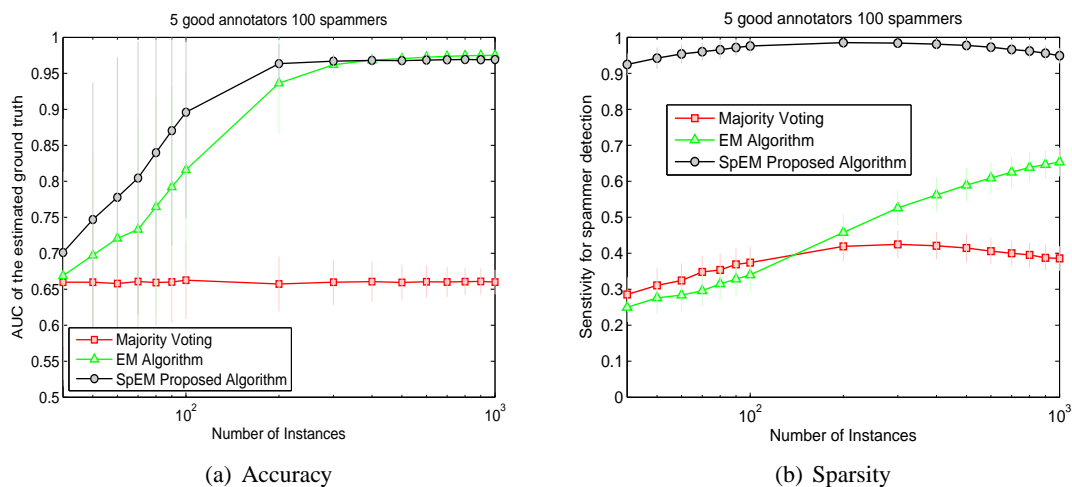 5 good annotators 100 spammers
1
0.95
0.9
0.85
0.8
0.75
0.7
0.65
0.6
0.55
0.5
AUC of the estimated ground truth
Majority Voting
EM Algorithm
SpEM Proposed Algorithm
10^2
10^3
Number of Instances
(a) Accuracy
5 good annotators 100 spammers
1
0.9
0.8
0.7
0.6
0.5
0.4
0.3
0.2
0.1
0
Senstivity for spammer detection
Majority Voting
EM Algorithm
SpEM Proposed Algorithm
10^2
10^3
Number of Instances
(b) Sparsity